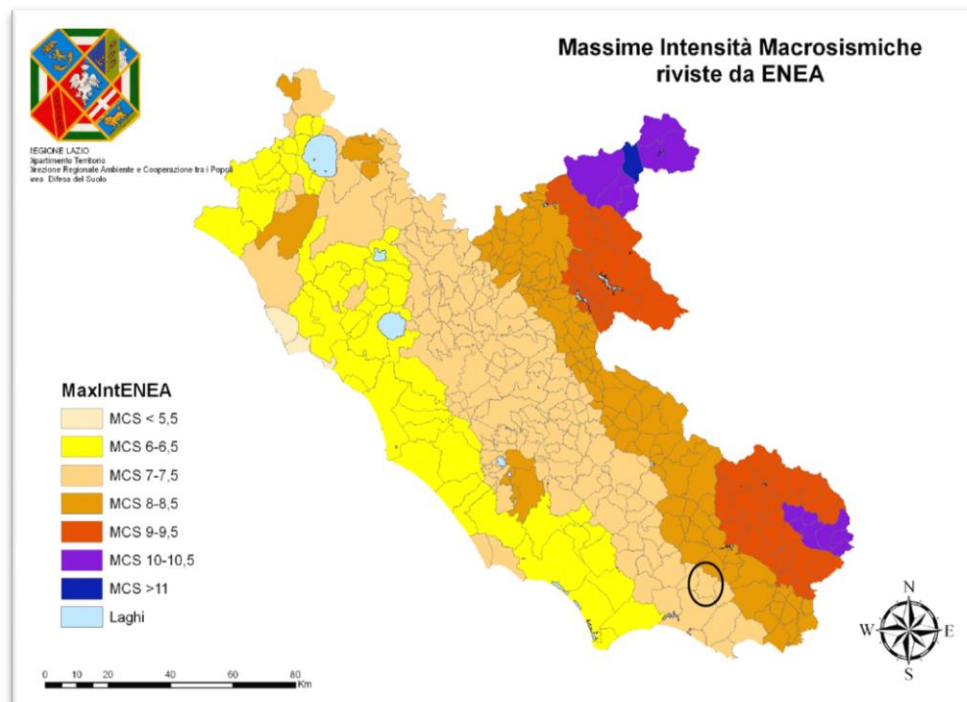 Massime Intensità Macrosismiche
riviste da ENEA
REGIONE LAZIO
Dipartimento Territorio
Direzione Regionale Ambiente e Cooperazione tra i Popoli
Area Difesa del Suolo
MaxIntENEA
MCS < 5,5
MCS 6-6,5
MCS 7-7,5
MCS 8-8,5
MCS 9-9,5
MCS 10-10,5
MCS >11
Laghi
0 10 20 40 60 80
Km
N
W E
S